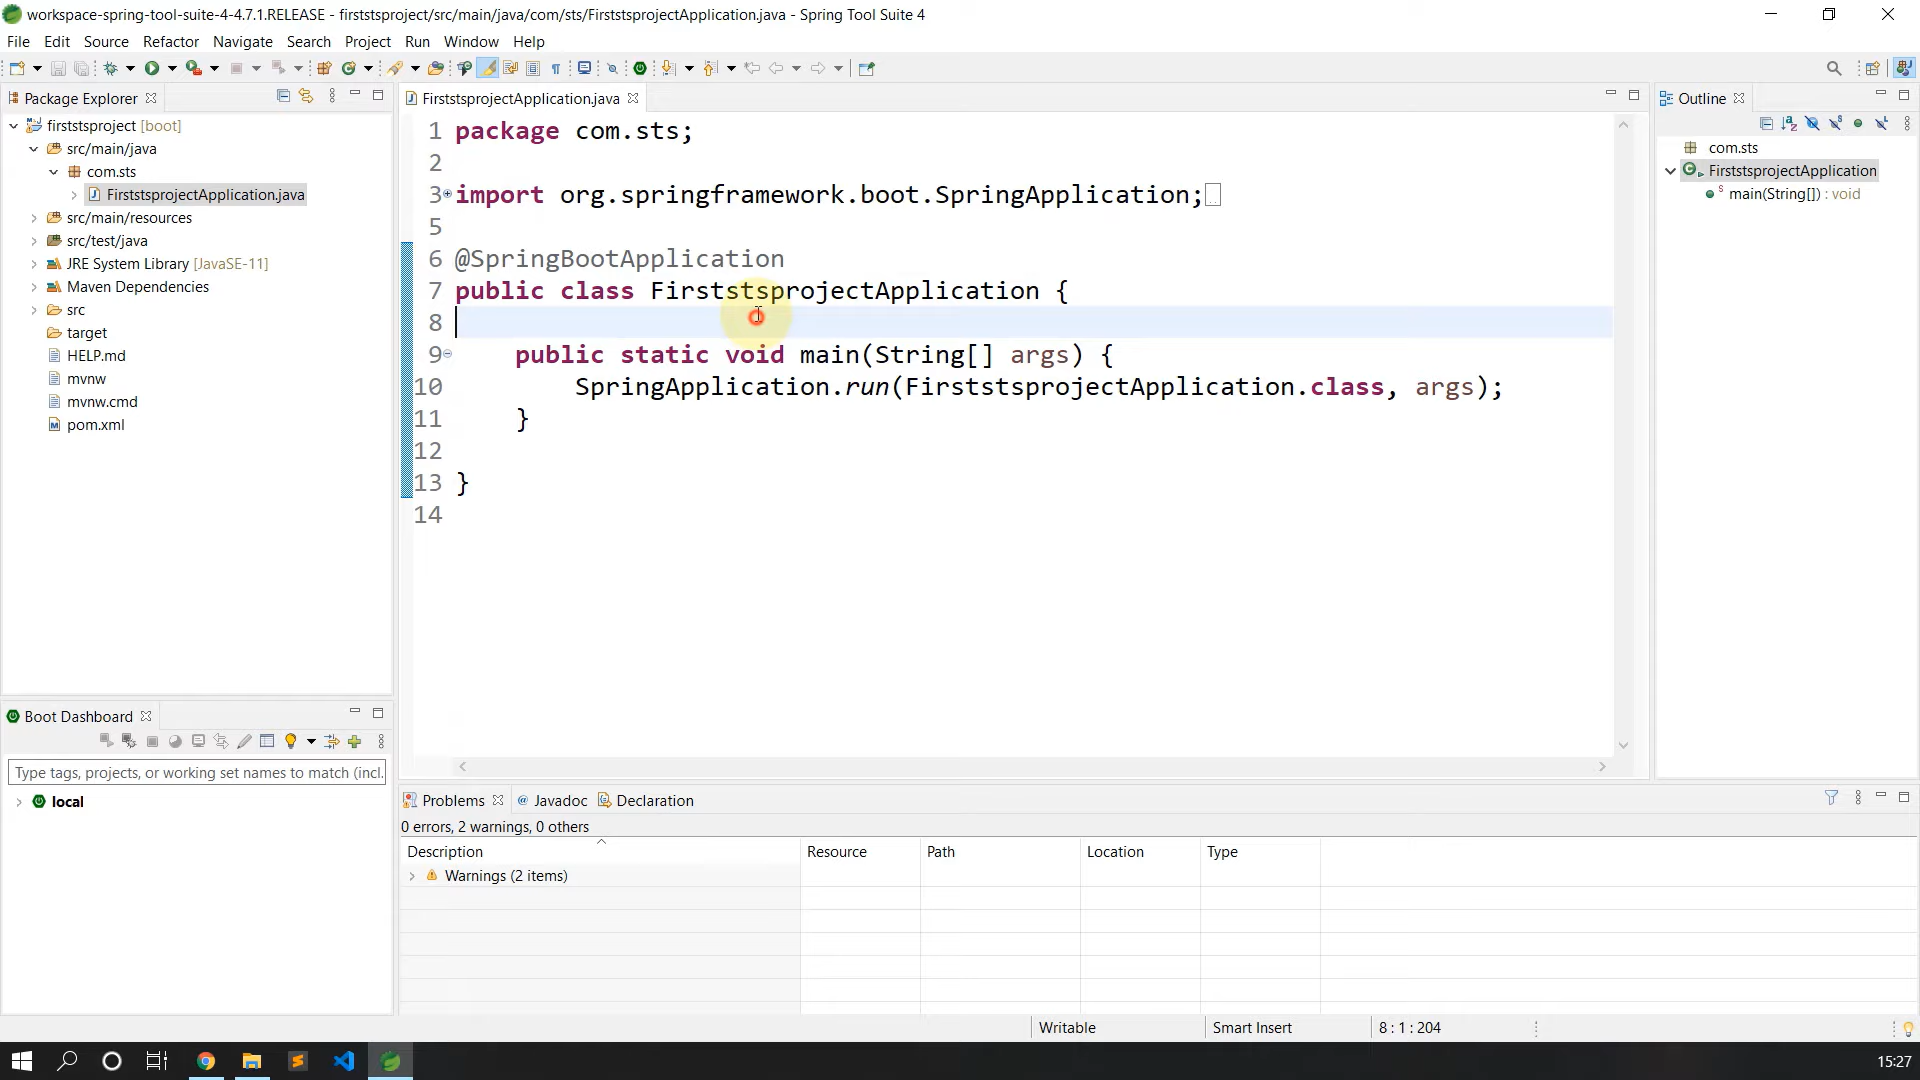 workspace-spring-tool-suite-4-4.7.1.RELEASE - firststsproject/src/main/java/com/sts/FirststsprojectApplication.java - Spring Tool Suite 4
File Edit Source Refactor Navigate Search Project Run Window Help
Package Explorer
firststsproject [boot]
src/main/java
com.sts
FirststsprojectApplication.java
src/main/resources
src/test/java
JRE System Library [JavaSE-11]
Maven Dependencies
src
target
HELP.md
mvnw
mvnw.cmd
pom.xml
FirststsprojectApplication.java
1 package com.sts;
2
3 import org.springframework.boot.SpringApplication;
5
6 @SpringBootApplication
7 public class FirststsprojectApplication {
8
9 public static void main(String[] args) {
10 SpringApplication.run(FirststsprojectApplication.class, args);
11 }
12
13 }
14
Outline
com.sts
FirststsprojectApplication
main(String[]) : void
Boot Dashboard
Type tags, projects, or working set names to match (incl.
local
Problems Javadoc Declaration
0 errors, 2 warnings, 0 others
Description Resource Path Location Type
Warnings (2 items)
Writable Smart Insert 8 : 1 : 204
15:27